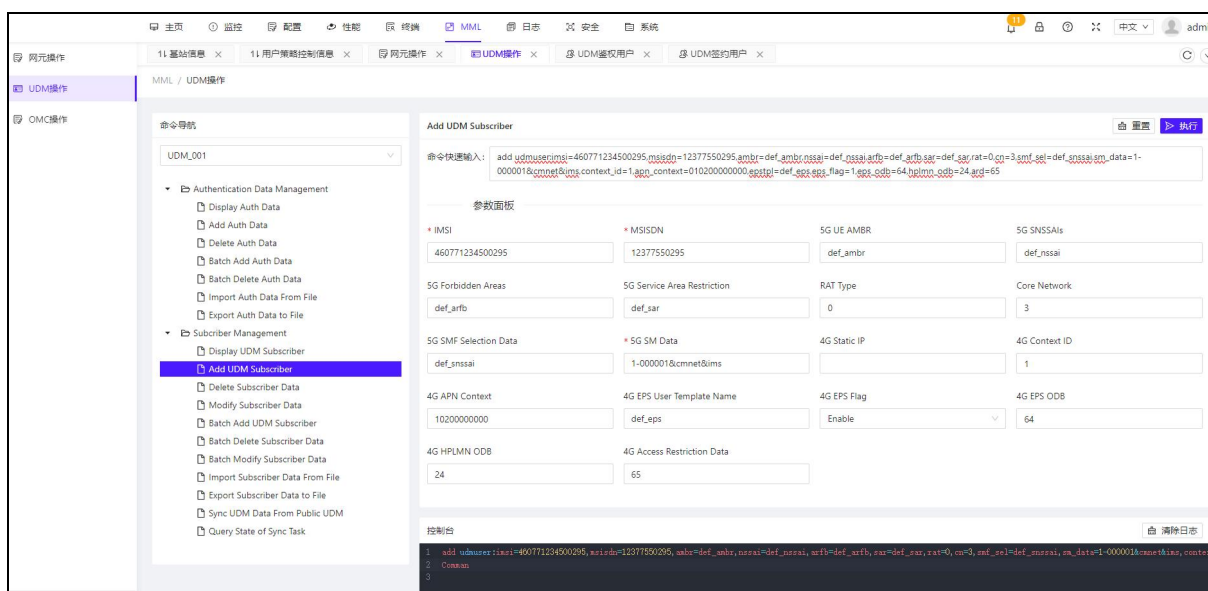 主页 监控 配置 性能 终端 MML 日志 安全 系统 11 中文
网元操作 基站信息 用户策略控制信息 网元操作 UDM操作 UDM鉴权用户 UDM签约用户
UDM操作 MML / UDM操作
OMC操作
命令导航
UDM_001
Authentication Data Management
Display Auth Data
Add Auth Data
Delete Auth Data
Batch Add Auth Data
Batch Delete Auth Data
Import Auth Data From File
Export Auth Data to File
Subcriber Management
Display UDM Subscriber
Add UDM Subscriber
Delete Subscriber Data
Modify Subscriber Data
Batch Add UDM Subscriber
Batch Delete Subscriber Data
Batch Modify Subscriber Data
Import Subscriber Data From File
Export Subscriber Data to File
Sync UDM Data From Public UDM
Query State of Sync Task
Add UDM Subscriber 重置 执行
命令快速输入： add udmuser:imsi=460771234500295,msisdn=12377550295,ambr=def_ambr,nssai=def_nssai,arfb=def_arfb,sar=def_sar,rat=0,cn=3,smf_sel=def_snssai,sm_data=1-
000001&cmnet&ims,context_id=1,apn_context=010200000000,epstpl=def_eps,eps_flag=1,eps_odb=64,hplmn_odb=24,ard=65
参数面板
* IMSI * MSISDN 5G UE AMBR 5G SNSSAIs
460771234500295 12377550295 def_ambr def_nssai
5G Forbidden Areas 5G Service Area Restriction RAT Type Core Network
def_arfb def_sar 0 3
5G SMF Selection Data * 5G SM Data 4G Static IP 4G Context ID
def_snssai 1-000001&cmnet&ims 1
4G APN Context 4G EPS User Template Name 4G EPS Flag 4G EPS ODB
10200000000 def_eps Enable 64
4G HPLMN ODB 4G Access Restriction Data
24 65
控制台 清除日志
1 add udmuser:imsi=460771234500295,msisdn=12377550295,ambr=def_ambr,nssai=def_nssai,arfb=def_arfb,sar=def_sar,rat=0,cn=3,smf_sel=def_snssai,sm_data=1-000001&cmnet&ims,conte
2 Comman
3